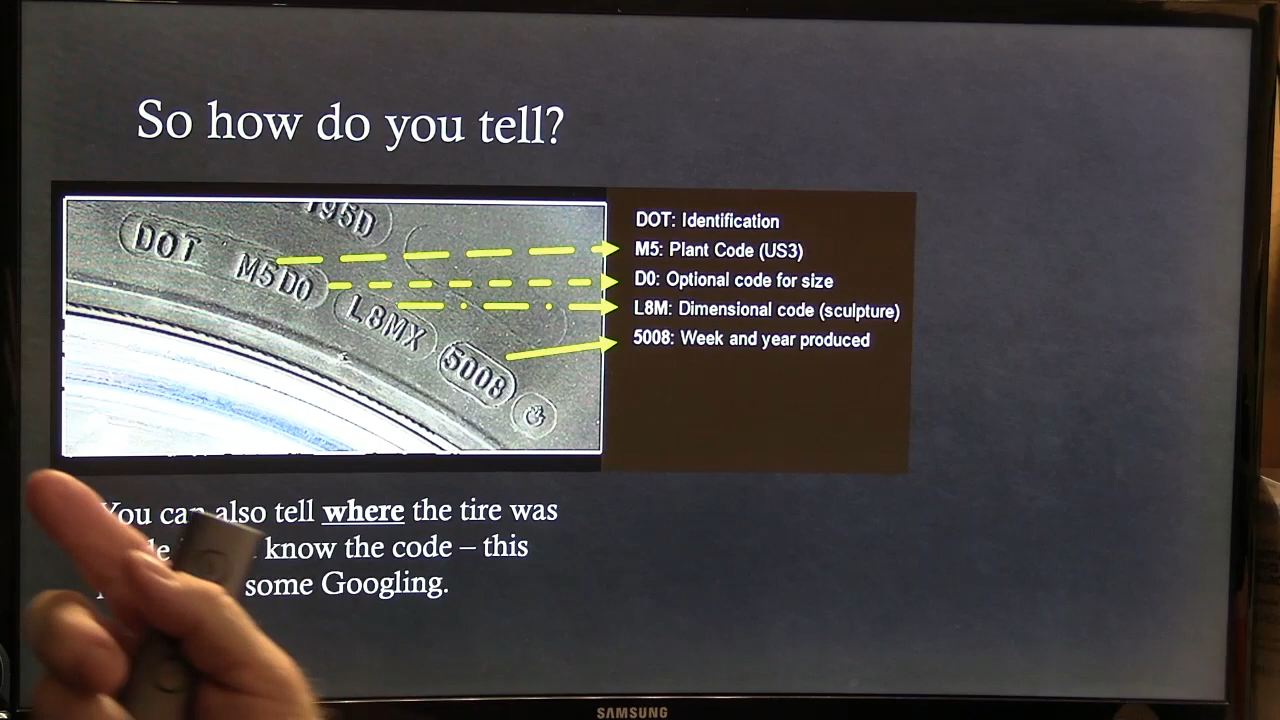 So how do you tell?
195D
DOT M5D0 L8MX 5008
DOT: Identification
M5: Plant Code (US3)
D0: Optional code for size
L8M: Dimensional code (sculpture)
5008: Week and year produced
You can also tell where the tire was
know the code – this
some Googling.
SAMSUNG